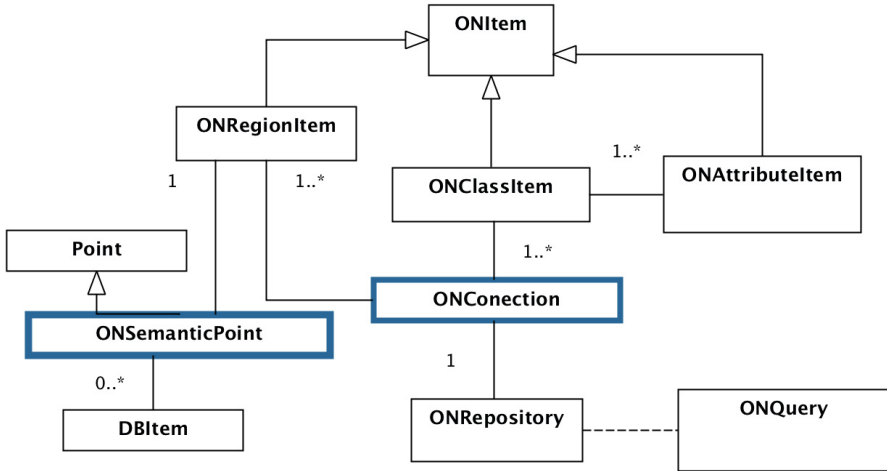 ONItem
ONRegionItem
1..*
ONClassItem
ONAttributeItem
1
1..*
Point
1..*
ONConection
ONSemanticPoint
1
0..*
ONRepository
ONQuery
DBItem